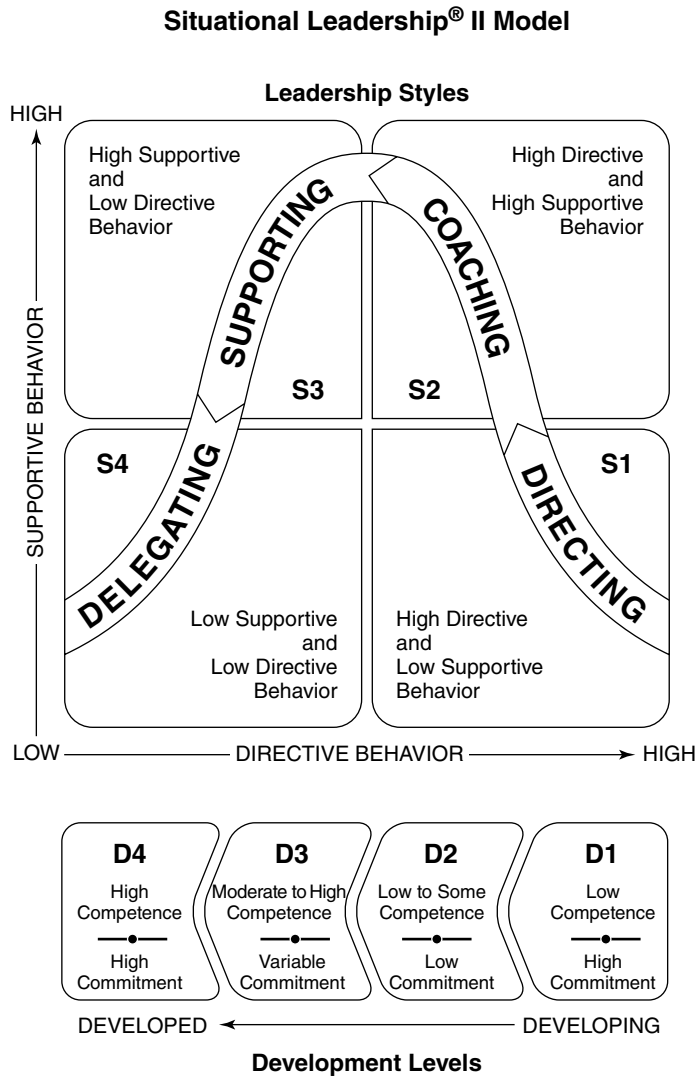 Situational Leadership® II Model
Leadership Styles
HIGH
High Supportive
and
Low Directive
Behavior
High Directive
and
High Supportive
Behavior
SUPPORTING
COACHING
S3
S2
SUPPORTIVE BEHAVIOR
S4
S1
DELEGATING
DIRECTING
Low Supportive
and
Low Directive
Behavior
High Directive
and
Low Supportive
Behavior
LOW
DIRECTIVE BEHAVIOR
HIGH
D4
High
Competence
High
Commitment
D3
Moderate to High
Competence
Variable
Commitment
D2
Low to Some
Competence
Low
Commitment
D1
Low
Competence
High
Commitment
DEVELOPED
DEVELOPING
Development Levels